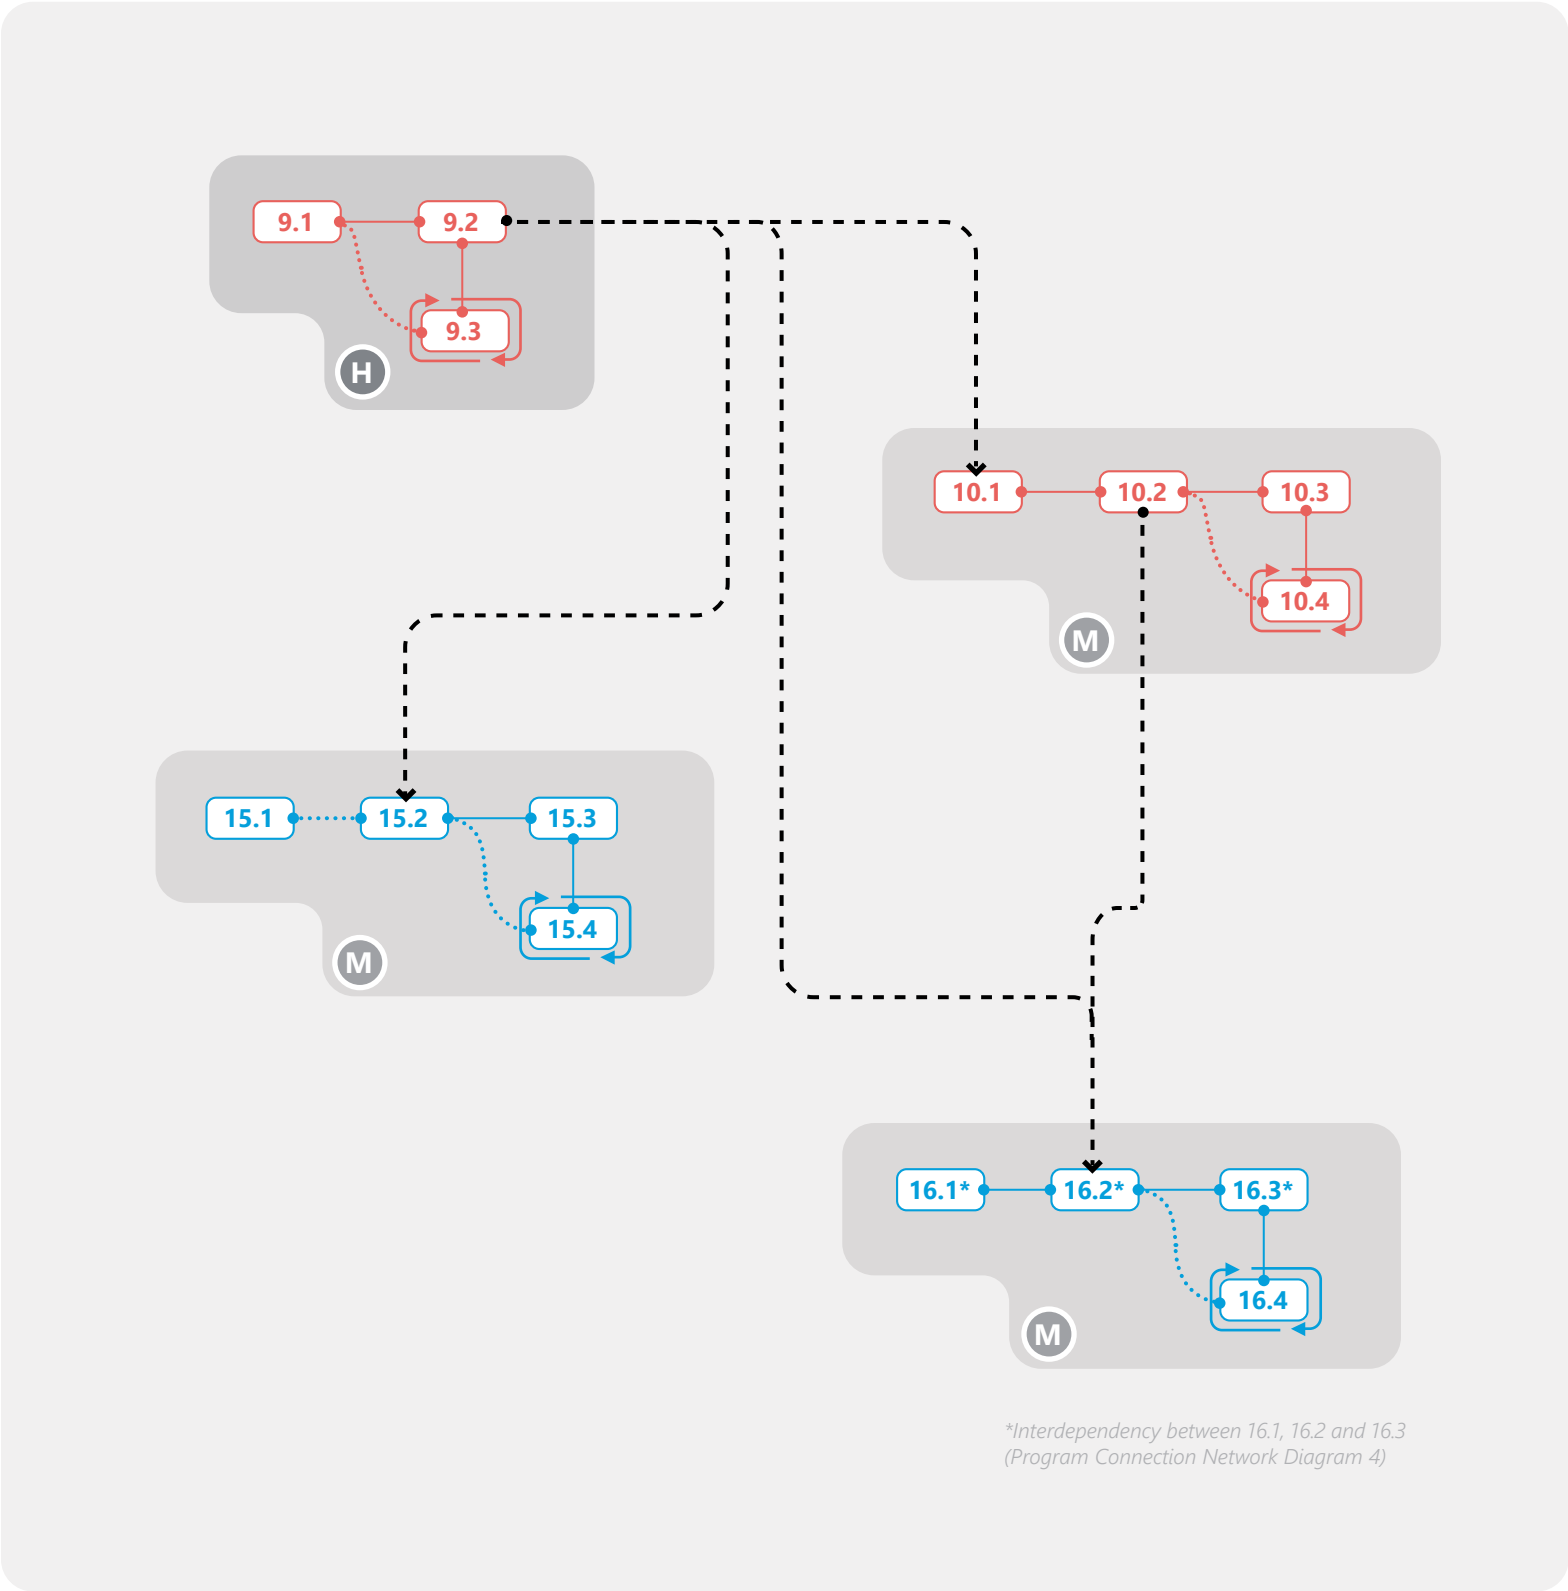 9.1
9.2
9.3
H
10.1
10.2
10.3
10.4
M
15.1
15.2
15.3
15.4
M
16.1*
16.2*
16.3*
16.4
M
*Interdependency between 16.1, 16.2 and 16.3
(Program Connection Network Diagram 4)